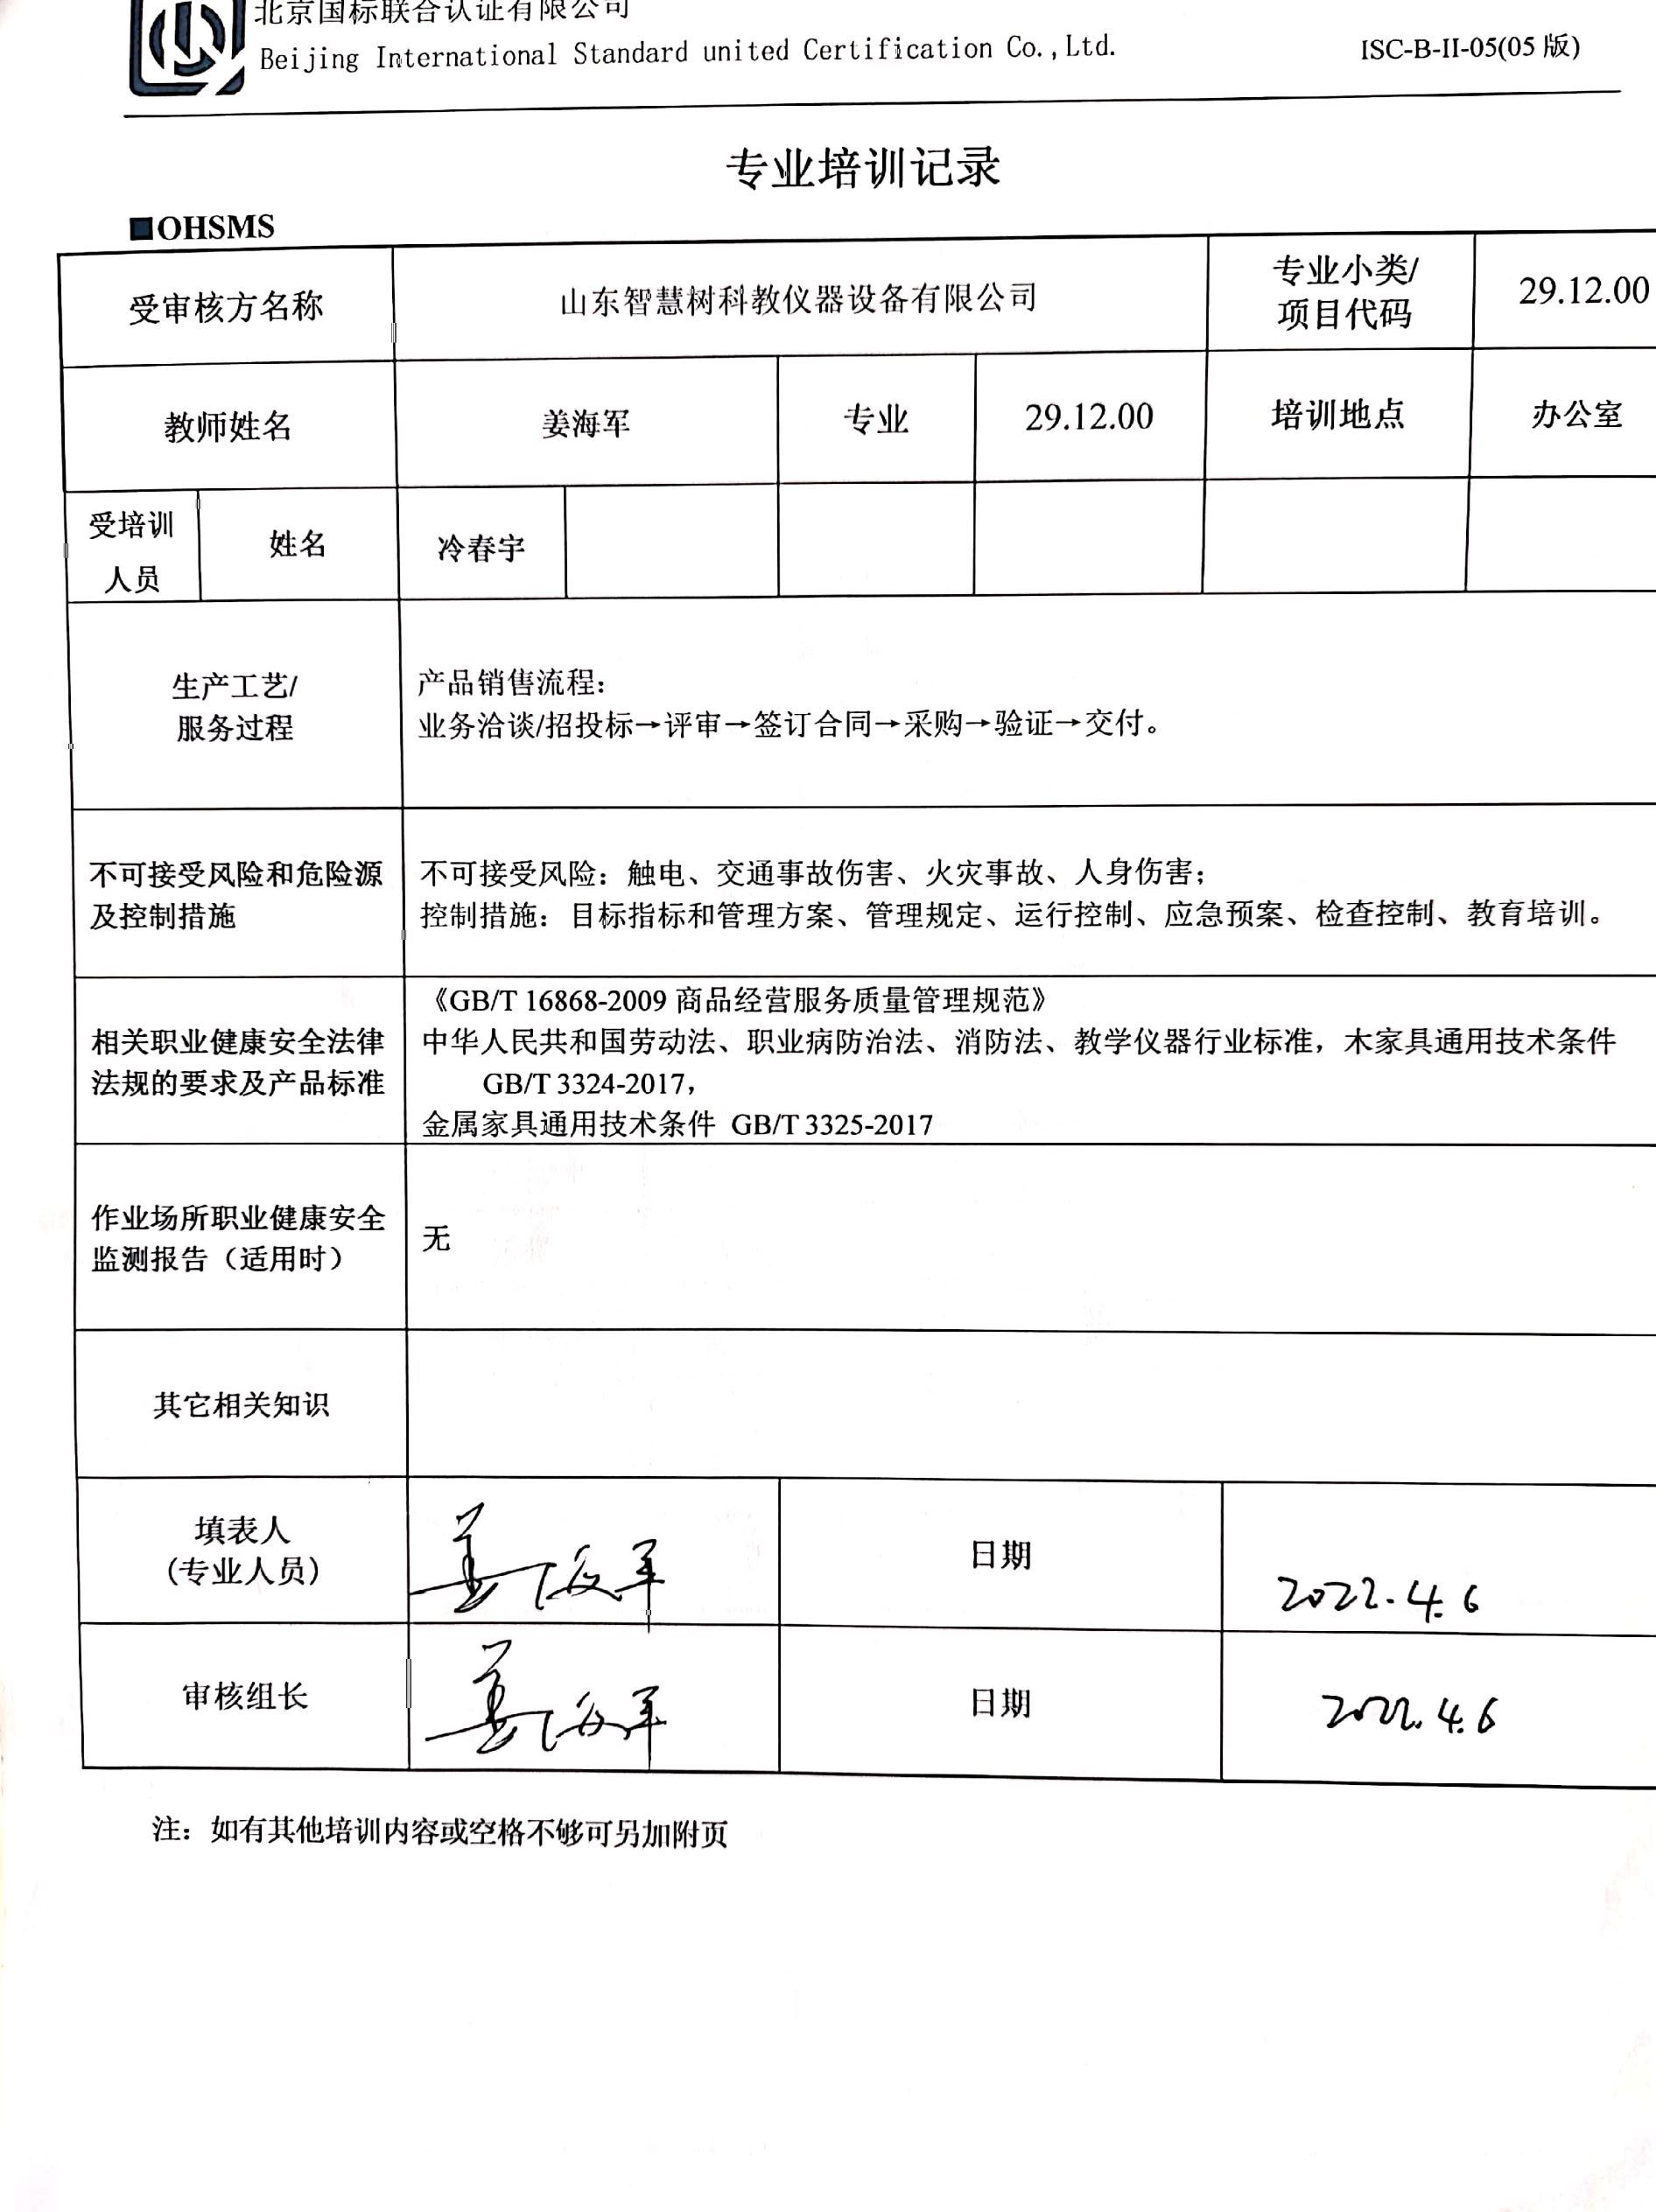 北京国标联合认证有限公司
Beijing International Standard united Certification Co.,Ltd.
ISC-B-II-05(05 版)
专业培训记录
■OHSMS
受审核方名称
山东智慧树科教仪器设备有限公司
专业小类/
项目代码
29.12.00
教师姓名
姜海军
专业
29.12.00
培训地点
办公室
受培训
人员
姓名
冷春宇
生产工艺/
服务过程
产品销售流程：
业务洽谈/招投标→评审→签订合同→采购→验证→交付。
不可接受风险和危险源
及控制措施
不可接受风险：触电、交通事故伤害、火灾事故、人身伤害；
控制措施：目标指标和管理方案、管理规定、运行控制、应急预案、检查控制、教育培训。
相关职业健康安全法律
法规的要求及产品标准
《GB/T 16868-2009 商品经营服务质量管理规范》
中华人民共和国劳动法、职业病防治法、消防法、教学仪器行业标准，木家具通用技术条件
GB/T 3324-2017，
金属家具通用技术条件 GB/T 3325-2017
作业场所职业健康安全
监测报告（适用时）
无
其它相关知识
填表人
（专业人员）
姜海军
日期
2022.4.6
审核组长
姜海军
日期
2022.4.6
注：如有其他培训内容或空格不够可另加附页